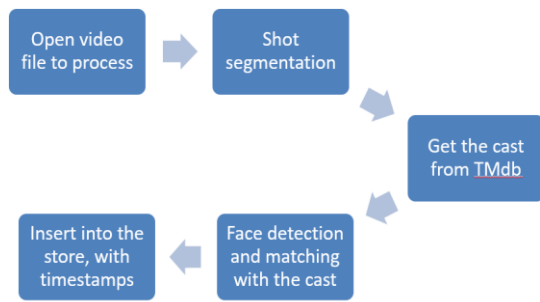 Open video
file to process
Shot
segmentation
Get the cast
from TMdb
Face detection
and matching
with the cast
Insert into the
store, with
timestamps